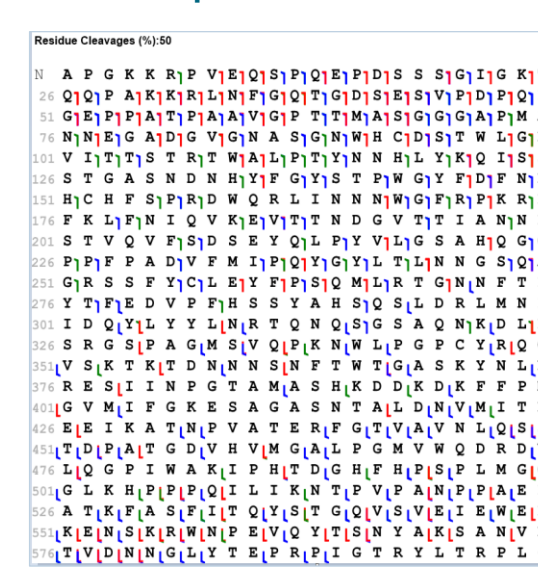 Residue Cleavages (%):50
N A P G K K R P V E Q S P Q E P D S S S G I G K
26 Q Q P A K K R L N F G Q T G D S E S V P D P Q
51 G E P P A T P A A V G P T T M A S G G G A P M
76 N N E G A D G V G N A S G N W H C D S T W L G
101 V I T T S T R T W A L P T Y N N H L Y K Q I S
126 S T G A S N D N H Y F G Y S T P W G Y F D F N
151 H C H F S P R D W Q R L I N N N W G F R P K R
176 F K L F N I Q V K E V T T N D G V T T I A N N
201 S T V Q V F S D S E Y Q L P Y V L G S A H Q G
226 P P F P A D V F M I P Q Y G Y L T L N N G S Q
251 G R S S F Y C L E Y F P S Q M L R T G N N F T
276 Y T F E D V P F H S S Y A H S Q S L D R L M N
301 I D Q Y L Y Y L N R T Q N Q S G S A Q N K D L
326 S R G S P A G M S V Q P K N W L P G P C Y R Q
351 V S K T K T D N N N S N F T W T G A S K Y N L
376 R E S I I N P G T A M A S H K D D K D K F F P
401 G V M I F G K E S A G A S N T A L D N V M I T
426 E E I K A T N P V A T E R F G T V A V N L Q S
451 T D P A T G D V H V M G A L P G M V W Q D R D
476 L Q G P I W A K I P H T D G H F H P S P L M G
501 G L K H P P P Q I L I K N T P V P A N P P A E
526 A T K F A S F I T Q Y S T G Q V S V E I E W E
551 K E N S K R W N P E V Q Y T S N Y A K S A N V
576 T V D N N G L Y T E P R P I G T R Y L T R P L